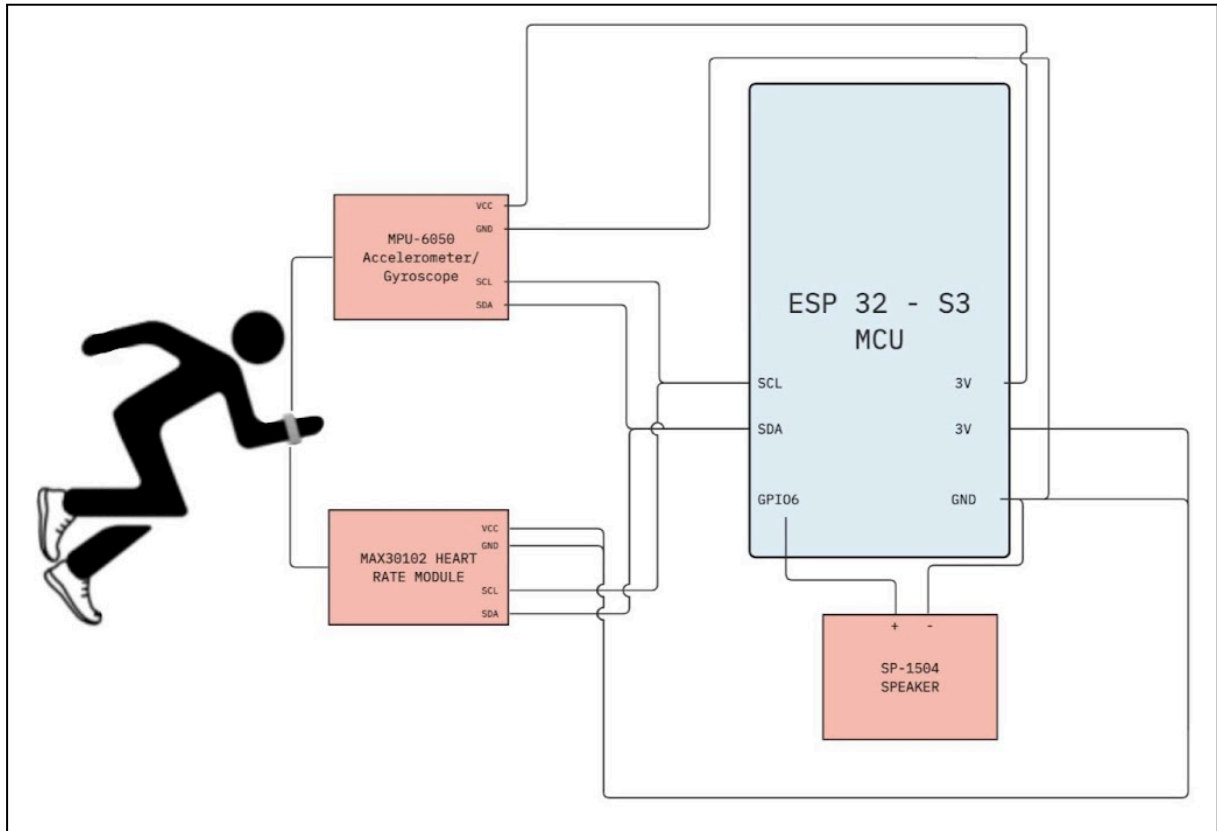 VCC
GND
MPU-6050
Accelerometer/
Gyroscope
SCL
SDA
ESP 32 - S3
MCU
SCL
3V
SDA
3V
GPIO6
GND
VCC
GND
MAX30102 HEART
RATE MODULE
SCL
SDA
+ -
SP-1504
SPEAKER